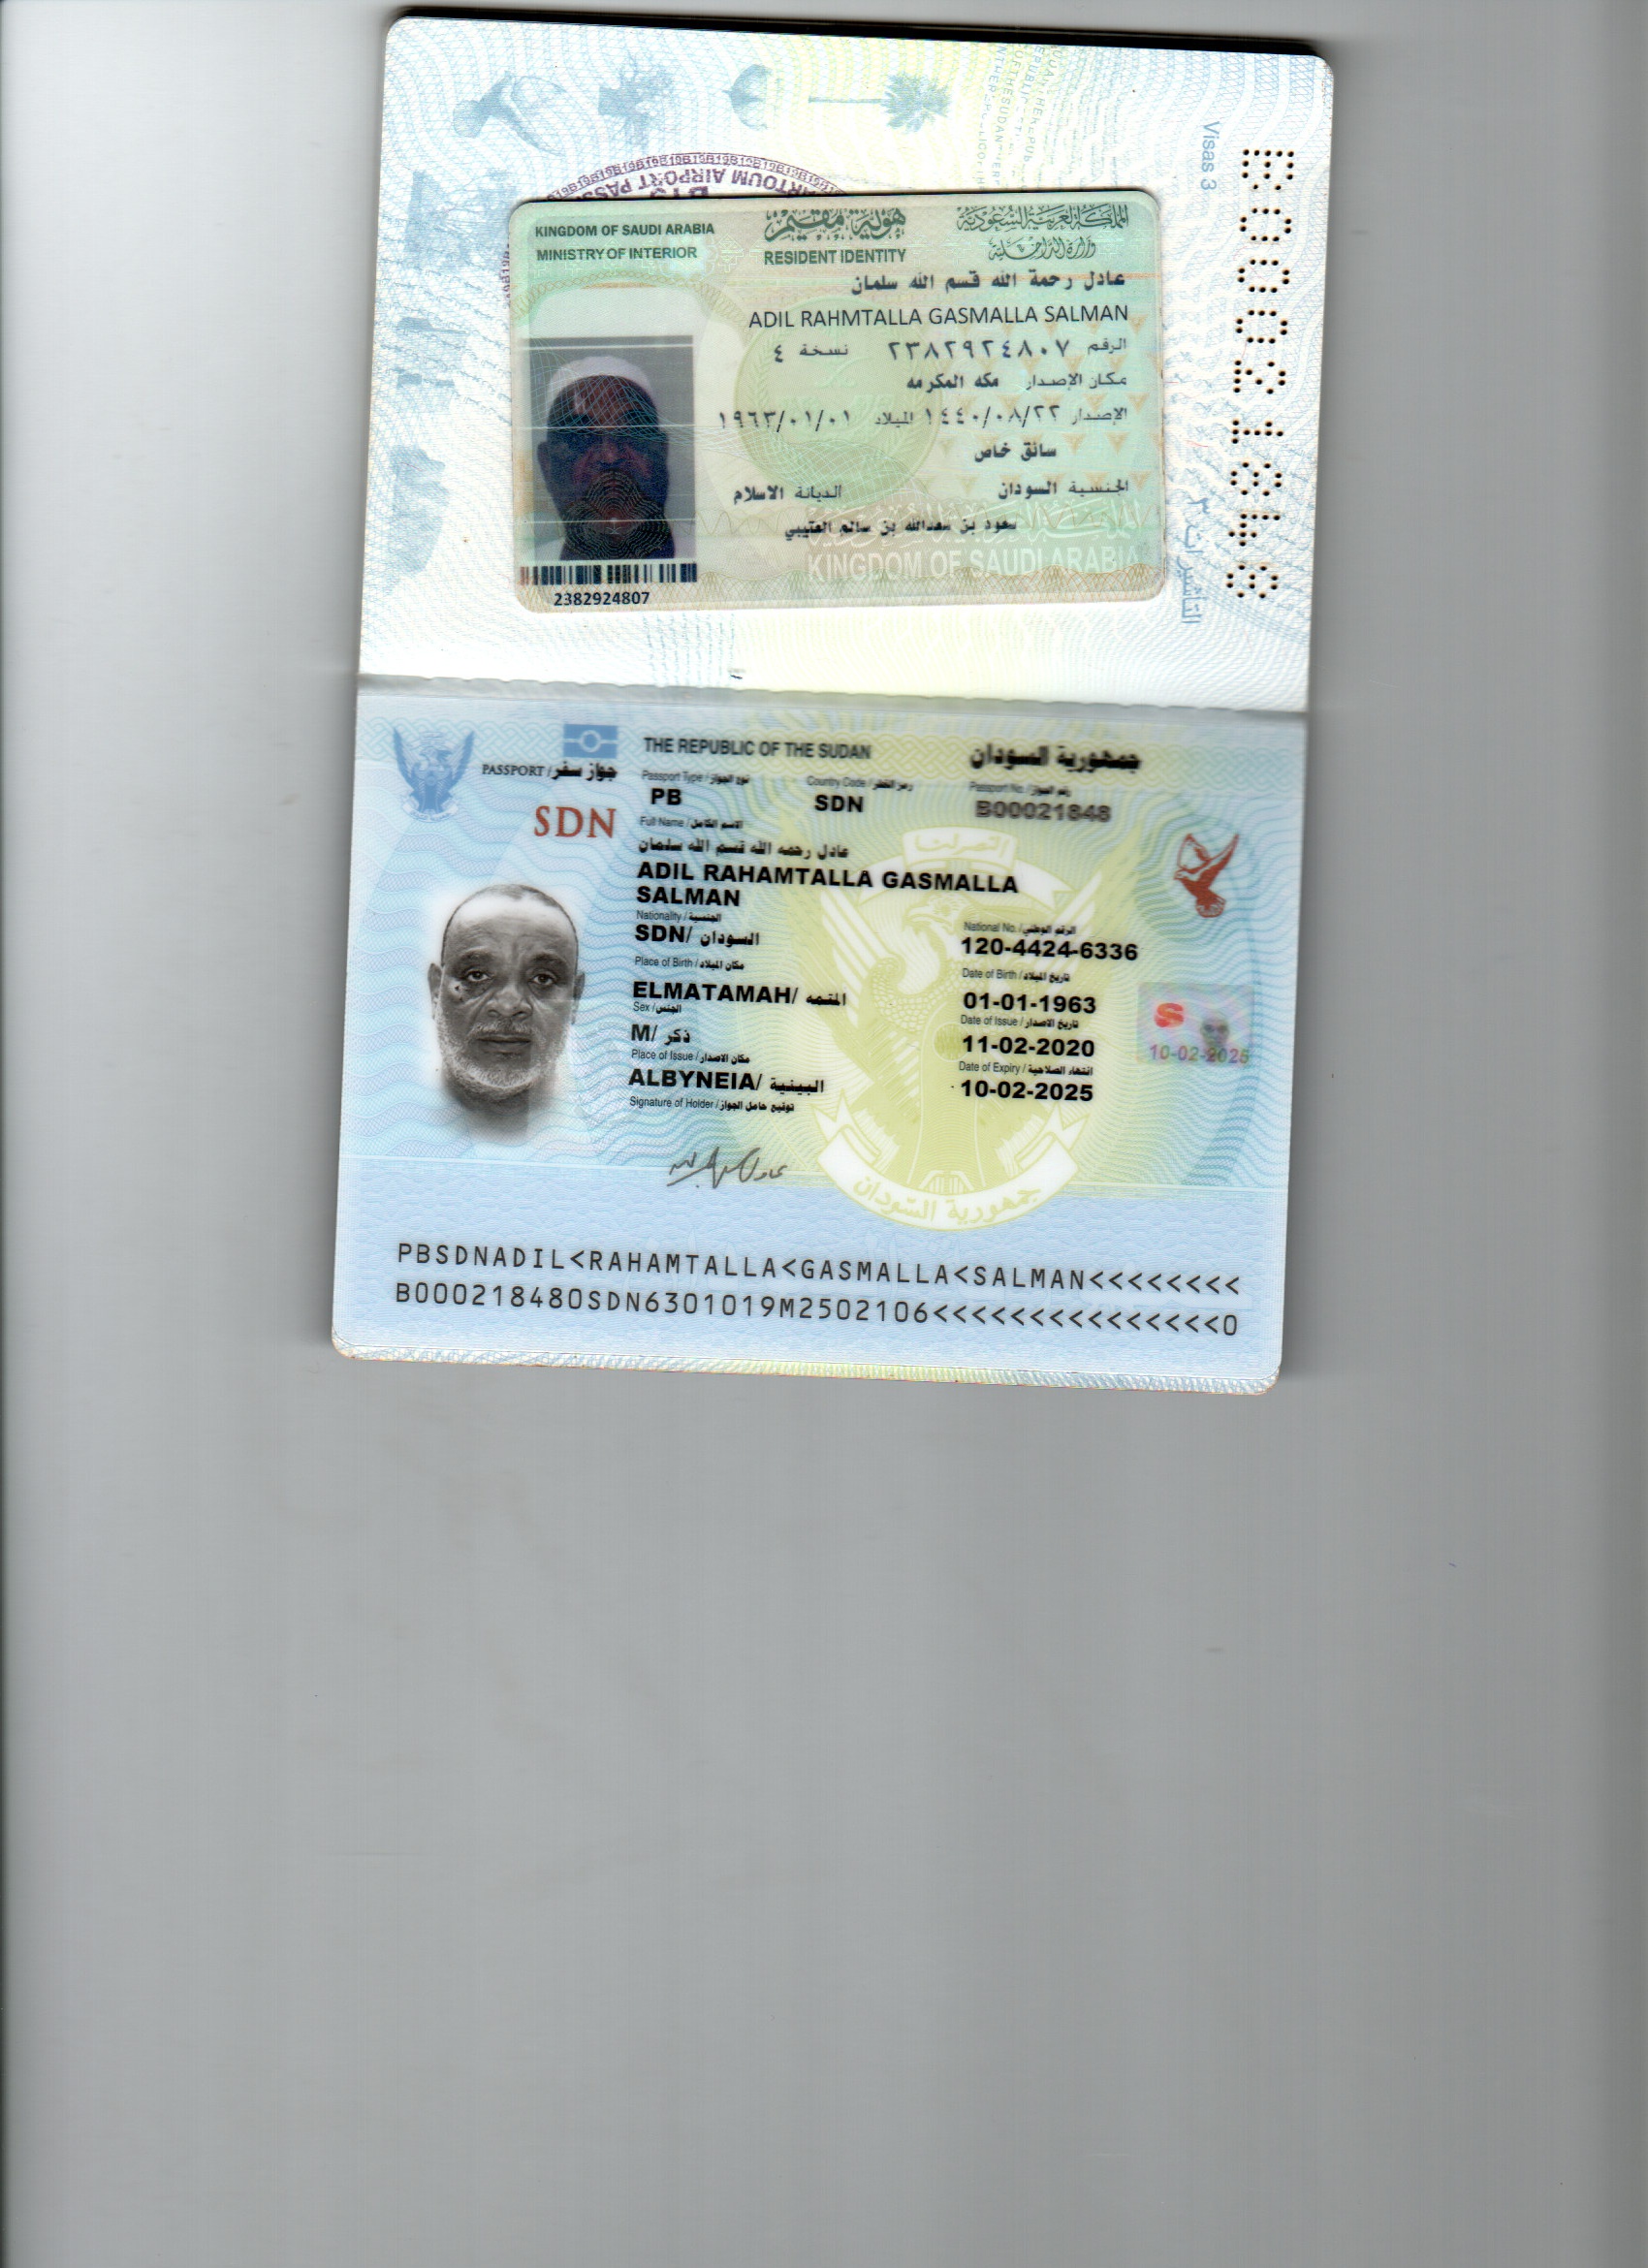 Visas 3
B00021848
التأشيرات ٣
KHARTOUM AIRPORT PASS
KINGDOM OF SAUDI ARABIA
MINISTRY OF INTERIOR
هوية مقيم
RESIDENT IDENTITY
المملكة العربية السعودية
وزارة الداخلية
عادل رحمة الله قسم الله سلمان
ADIL RAHMTALLA GASMALLA SALMAN
الرقم ٢٣٨٢٩٢٤٨٠٧ نسخة ٤
مكان الإصدار مكه المكرمه
الإصدار ١٤٤٠/٠٨/٢٢ الميلاد ١٩٦٣/٠١/٠١
سائق خاص
الجنسية السودان الديانة الاسلام
سعود بن سعدالله بن سالم العتيبي
KINGDOM OF SAUDI ARABIA
2382924807
PASSPORT / جواز سفر
SDN
THE REPUBLIC OF THE SUDAN جمهورية السودان
Passport Type / نوع الجواز Country Code / رمز القطر Passport No. / رقم الجواز
PB SDN B00021848
Full Name / الاسم الكامل
عادل رحمه الله قسم الله سلمان
ADIL RAHAMTALLA GASMALLA
SALMAN
Nationality / الجنسية National No. / الرقم الوطني
SDN/ السودان 120-4424-6336
Place of Birth / مكان الميلاد Date of Birth / تاريخ الميلاد
ELMATAMAH/ المتمه 01-01-1963
Sex / الجنس Date of Issue / تاريخ الاصدار
M/ ذكر 11-02-2020
Place of Issue / مكان الاصدار Date of Expiry / انتهاء الصلاحية
ALBYNEIA/ البينية 10-02-2025
Signature of Holder / توقيع حامل الجواز
S
10-02-2025
النصر لنا
جمهورية السودان
PBSDNADIL<RAHAMTALLA<GASMALLA<SALMAN<<<<<<<<
B000218480SDN6301019M2502106<<<<<<<<<<<<<<<0